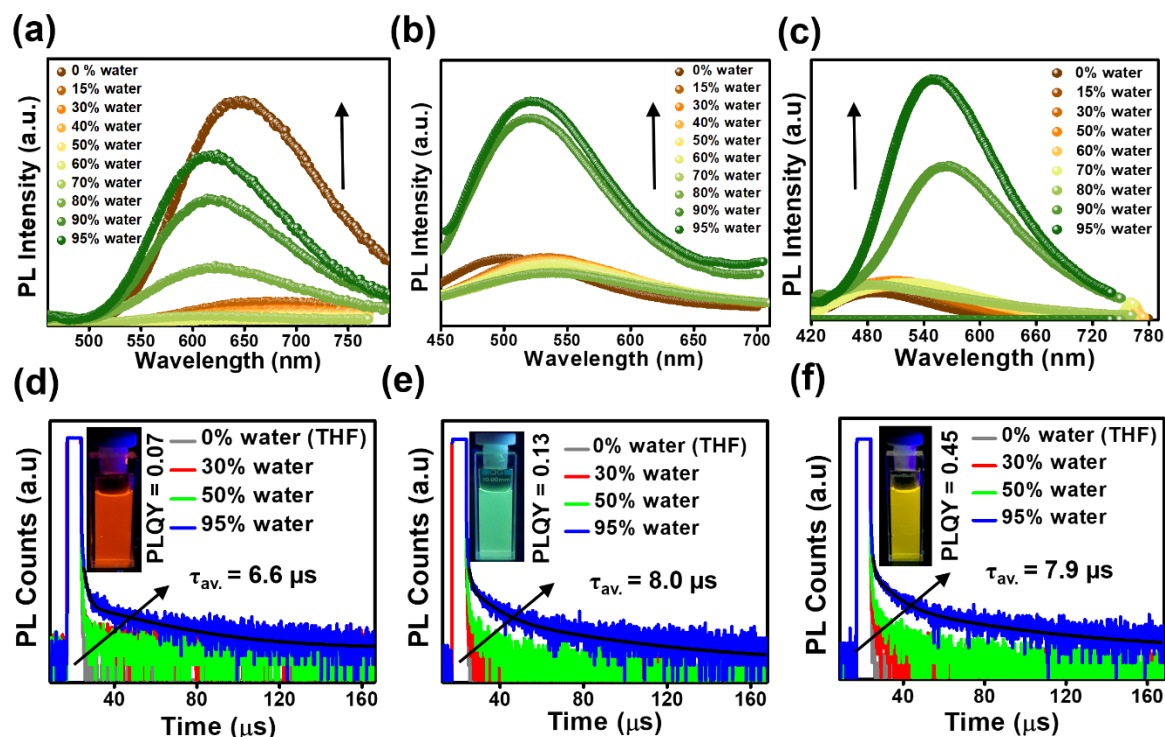 (a)
PL Intensity (a.u.)
0 % water
15% water
30% water
40% water
50% water
60% water
70% water
80% water
90% water
95% water
500 550 600 650 700 750
Wavelength (nm)
(b)
PL Intensity (a.u.)
0% water
15% water
30% water
40% water
50% water
60% water
70% water
80% water
90% water
95% water
450 500 550 600 650 700
Wavelength (nm)
(c)
PL Intensity (a.u)
0% water
15% water
30% water
50% water
60% water
70% water
80% water
90% water
95% water
420 480 540 600 660 720 780
Wavelength (nm)
(d)
PL Counts (a.u)
PLQY = 0.07
0% water (THF)
30% water
50% water
95% water
τav. = 6.6 μs
40 80 120 160
Time (μs)
(e)
PL Counts (a.u)
10.00mm
PLQY = 0.13
0% water (THF)
30% water
50% water
95% water
τav. = 8.0 μs
40 80 120 160
Time (μs)
(f)
PL Counts (a.u)
PLQY = 0.45
0% water (THF)
30% water
50% water
95% water
τav. = 7.9 μs
40 80 120 160
Time (μs)